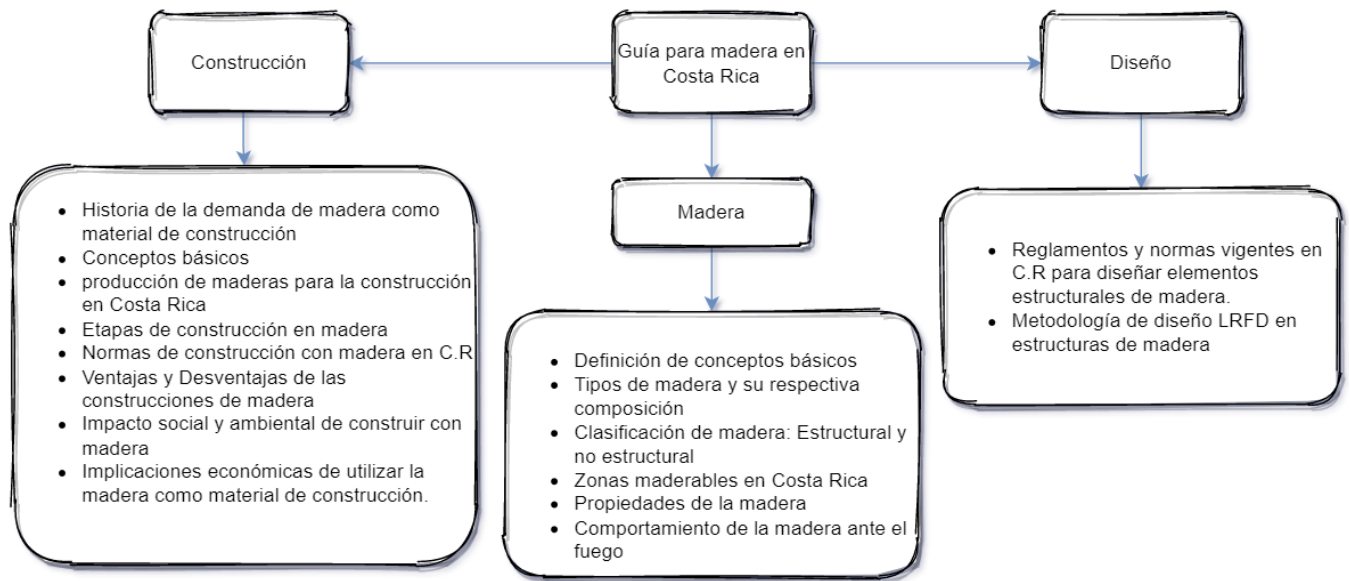 Construcción
Guía para madera en
Costa Rica
Diseño
• Historia de la demanda de madera como
material de construcción
• Conceptos básicos
• producción de maderas para la construcción
en Costa Rica
• Etapas de construcción en madera
• Normas de construcción con madera en C.R
• Ventajas y Desventajas de las
construcciones de madera
• Impacto social y ambiental de construir con
madera
• Implicaciones económicas de utilizar la
madera como material de construcción.
Madera
• Definición de conceptos básicos
• Tipos de madera y su respectiva
composición
• Clasificación de madera: Estructural y
no estructural
• Zonas maderables en Costa Rica
• Propiedades de la madera
• Comportamiento de la madera ante el
fuego
• Reglamentos y normas vigentes en
C.R para diseñar elementos
estructurales de madera.
• Metodología de diseño LRFD en
estructuras de madera